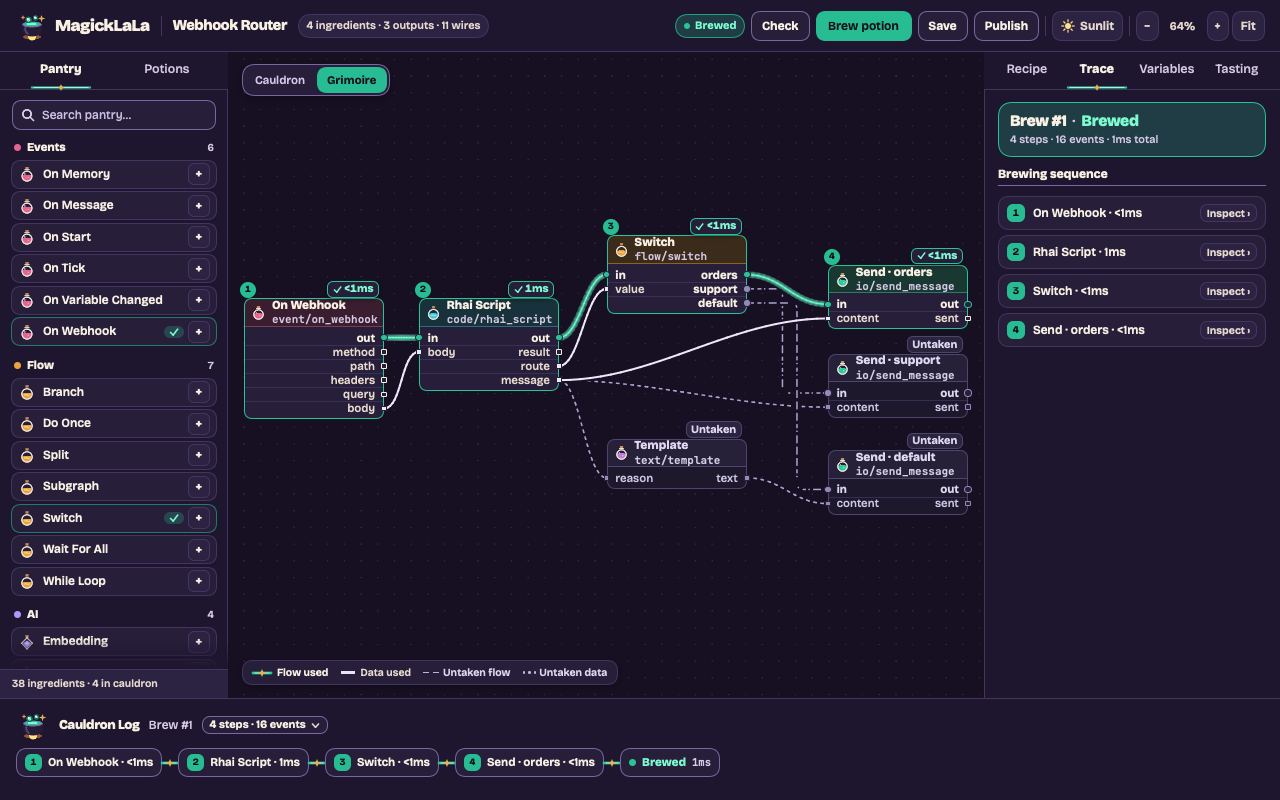 MagickLaLa
Webhook Router
4 ingredients · 3 outputs · 11 wires
Brewed
Check
Brew potion
Save
Publish
Sunlit
−
64%
+
Fit
Pantry
Potions
Search pantry...
Events 6
On Memory +
On Message +
On Start +
On Tick +
On Variable Changed +
On Webhook +
Flow 7
Branch +
Do Once +
Split +
Subgraph +
Switch +
Wait For All +
While Loop +
AI 4
Embedding +
38 ingredients · 4 in cauldron
Cauldron
Grimoire
1
<1ms
On Webhook
event/on_webhook
out
method
path
headers
query
body
2
1ms
Rhai Script
code/rhai_script
in out
body result
route
message
3
<1ms
Switch
flow/switch
in orders
value support
default
4
<1ms
Send · orders
io/send_message
in out
content sent
Untaken
Send · support
io/send_message
in out
content sent
Untaken
Template
text/template
reason text
Untaken
Send · default
io/send_message
in out
content sent
Flow used
Data used
Untaken flow
Untaken data
Recipe
Trace
Variables
Tasting
Brew #1 · Brewed
4 steps · 16 events · 1ms total
Brewing sequence
1 On Webhook · <1ms Inspect ›
2 Rhai Script · 1ms Inspect ›
3 Switch · <1ms Inspect ›
4 Send · orders · <1ms Inspect ›
Cauldron Log
Brew #1
4 steps · 16 events
1 On Webhook · <1ms
2 Rhai Script · 1ms
3 Switch · <1ms
4 Send · orders · <1ms
Brewed 1ms